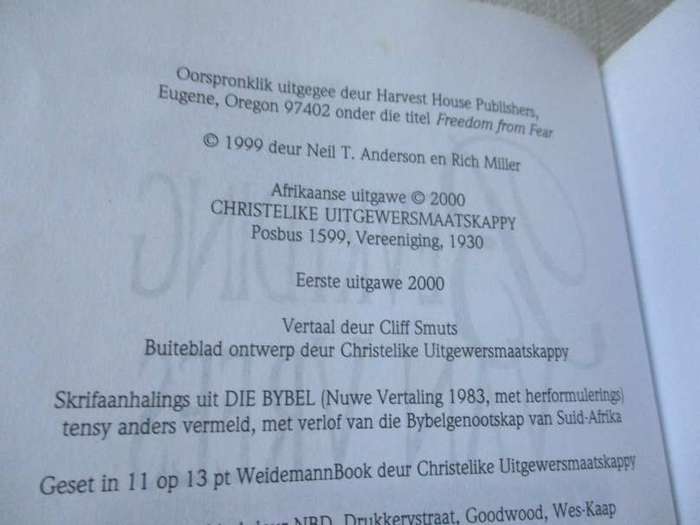 Oorspronklik uitgegee deur Harvest House Publishers,
Eugene, Oregon 97402 onder die titel Freedom from Fear
© 1999 deur Neil T. Anderson en Rich Miller
Afrikaanse uitgawe © 2000
CHRISTELIKE UITGEWERSMAATSKAPPY
Posbus 1599, Vereeniging, 1930
Eerste uitgawe 2000
Vertaal deur Cliff Smuts
Buiteblad ontwerp deur Christelike Uitgewersmaatskappy
Skrifaanhalings uit DIE BYBEL (Nuwe Vertaling 1983, met herformulerings)
tensy anders vermeld, met verlof van die Bybelgenootskap van Suid-Afrika
Geset in 11 op 13 pt WeidemannBook deur Christelike Uitgewersmaatskappy
deur NBD, Drukkerystraat, Goodwood, Wes-Kaap